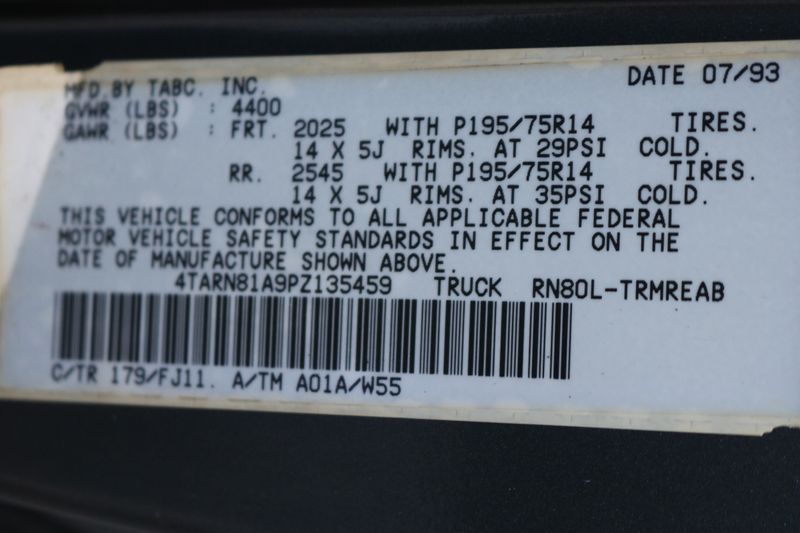 MFD.BY TABC. INC. DATE 07/93
GVWR (LBS) : 4400
GAWR (LBS) : FRT. 2025 WITH P195/75R14 TIRES.
14 X 5J RIMS. AT 29PSI COLD.
RR. 2545 WITH P195/75R14 TIRES.
14 X 5J RIMS. AT 35PSI COLD.
THIS VEHICLE CONFORMS TO ALL APPLICABLE FEDERAL
MOTOR VEHICLE SAFETY STANDARDS IN EFFECT ON THE
DATE OF MANUFACTURE SHOWN ABOVE.
4TARN81A9PZ135459 TRUCK RN80L-TRMREAB
C/TR 179/FJ11. A/TM A01A/W55